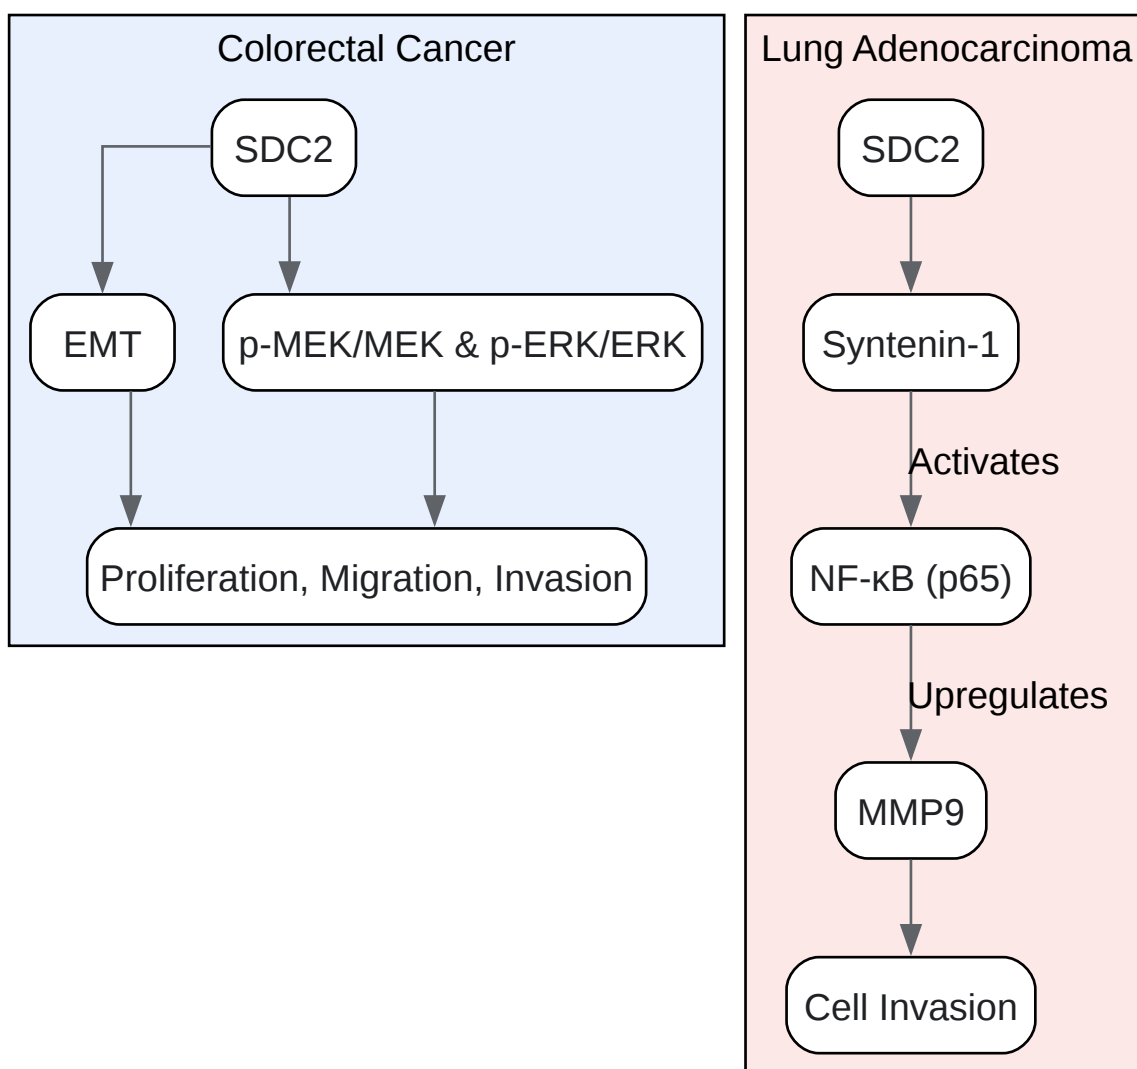 Colorectal Cancer
SDC2
EMT
p-MEK/MEK & p-ERK/ERK
Proliferation, Migration, Invasion
Lung Adenocarcinoma
SDC2
Syntenin-1
Activates
NF-κB (p65)
Upregulates
MMP9
Cell Invasion